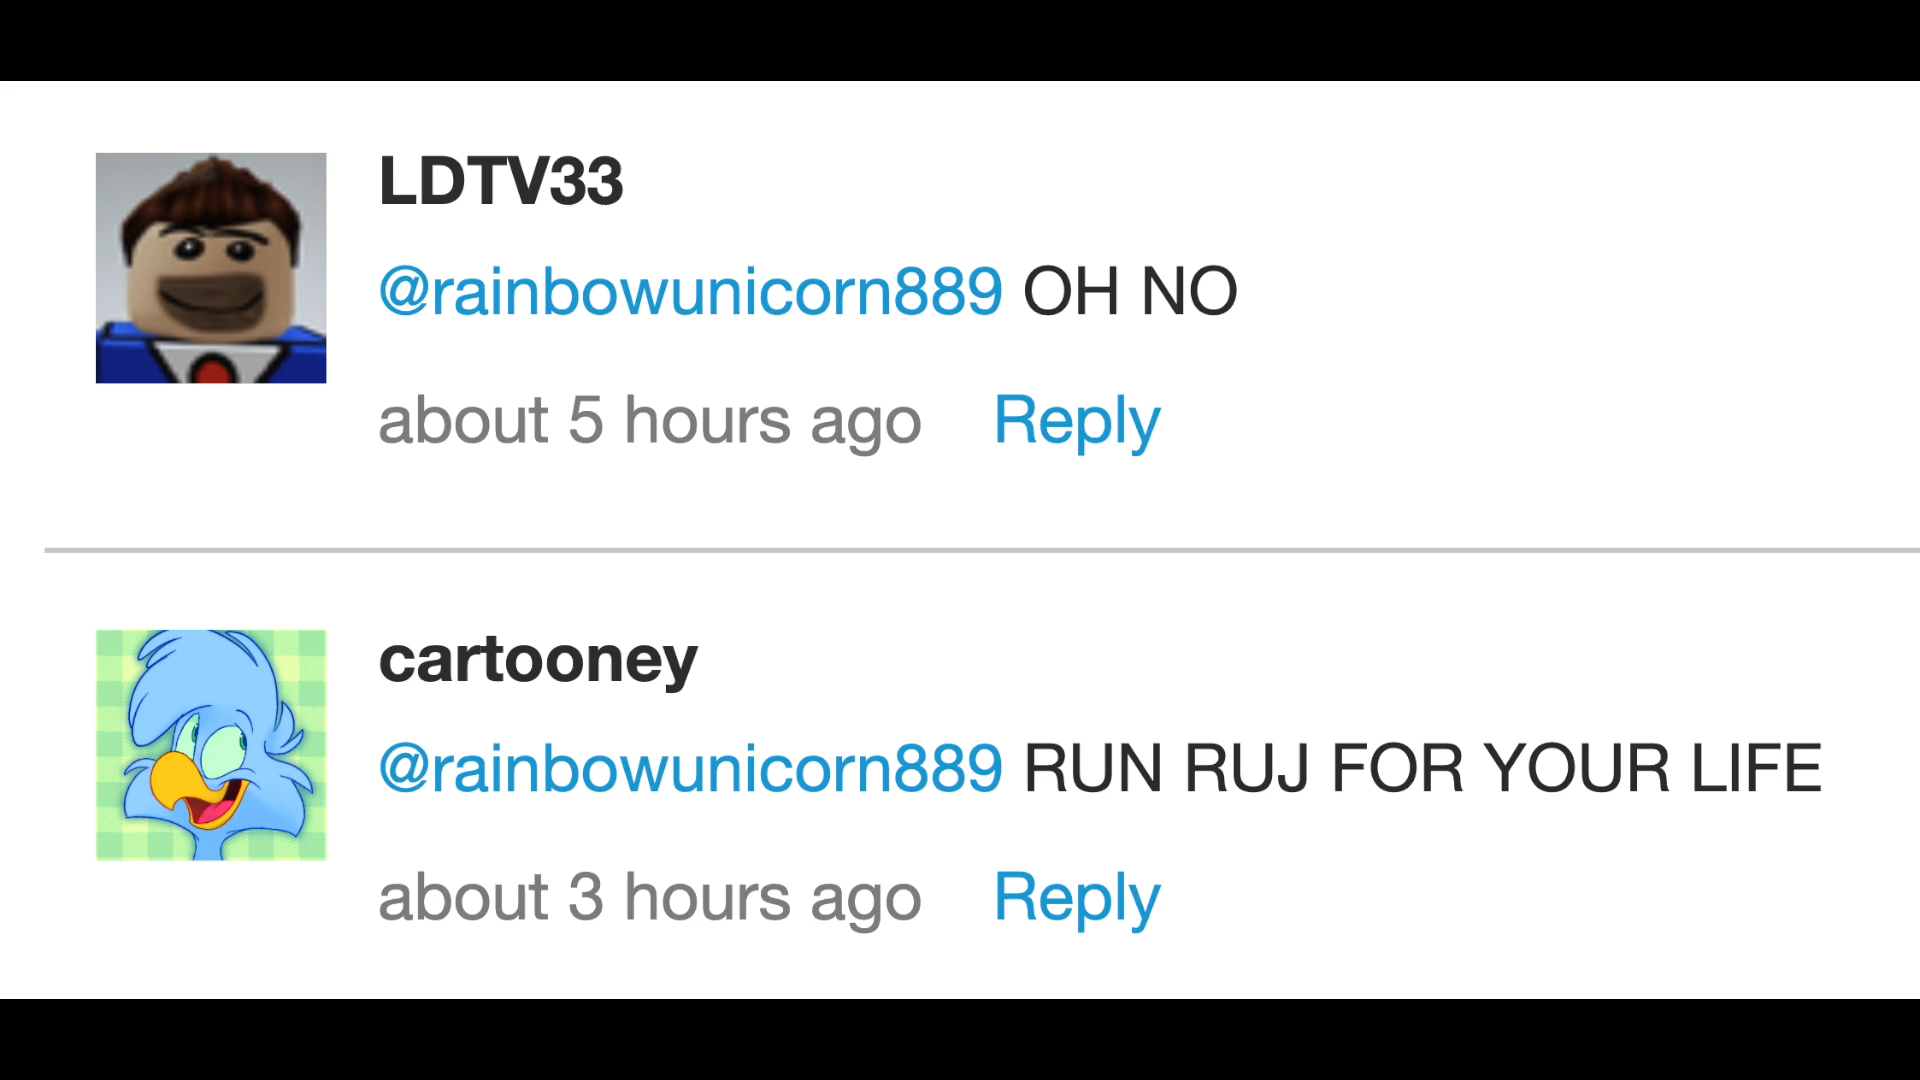 LDTV33
@rainbowunicorn889 OH NO
about 5 hours ago Reply
cartooney
@rainbowunicorn889 RUN RUJ FOR YOUR LIFE
about 3 hours ago Reply